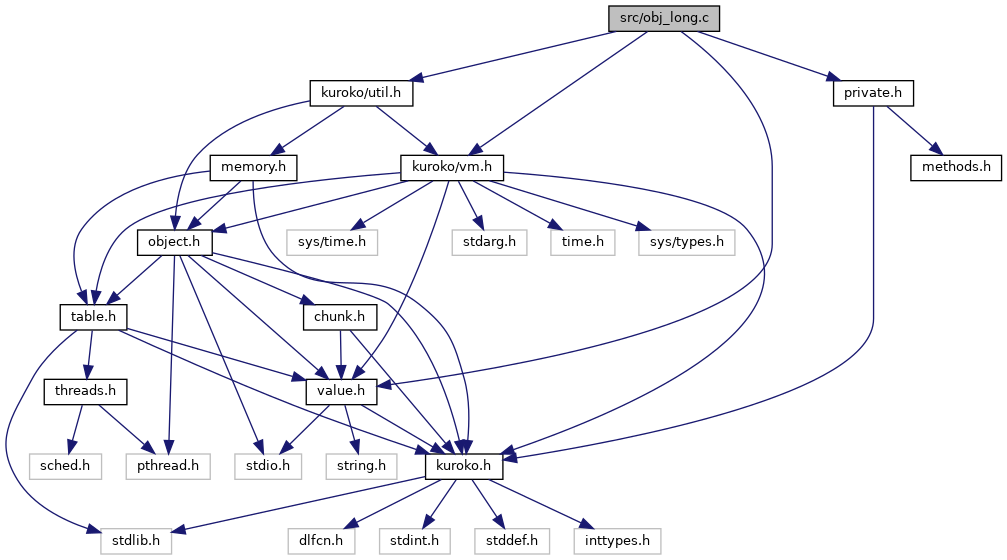 src/obj_long.c
kuroko/util.h
private.h
memory.h
kuroko/vm.h
methods.h
object.h
sys/time.h
stdarg.h
time.h
sys/types.h
table.h
chunk.h
threads.h
value.h
sched.h
pthread.h
stdio.h
string.h
kuroko.h
stdlib.h
dlfcn.h
stdint.h
stddef.h
inttypes.h